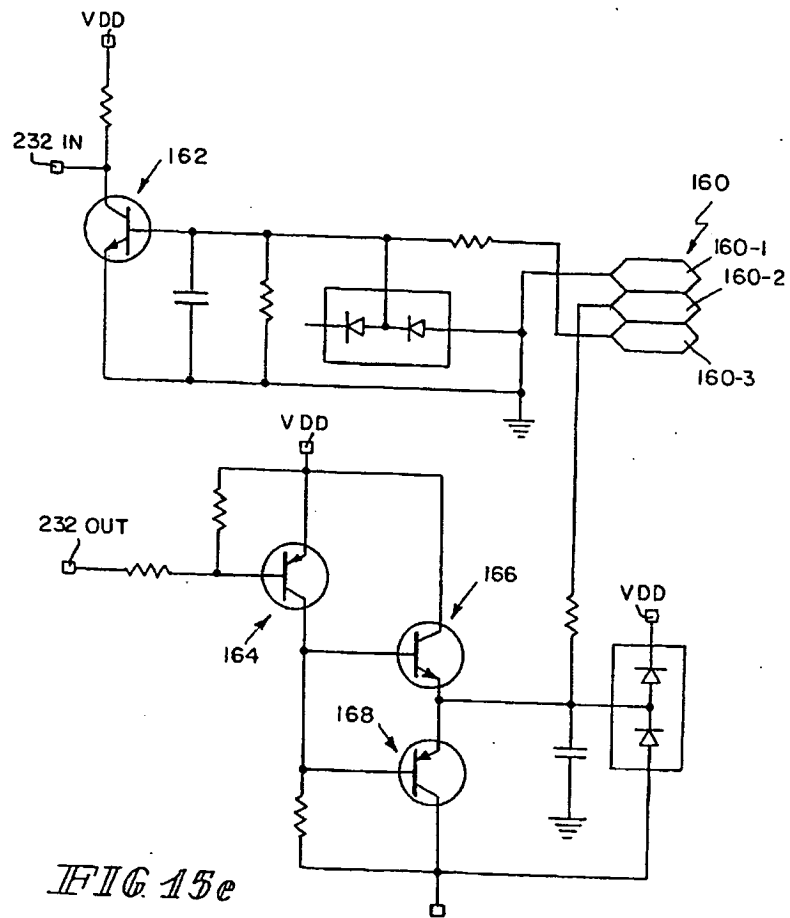 VDD
232 IN
162
160
160-1
160-2
160-3
VDD
232 OUT
164
166
168
VDD
FIG. 15e